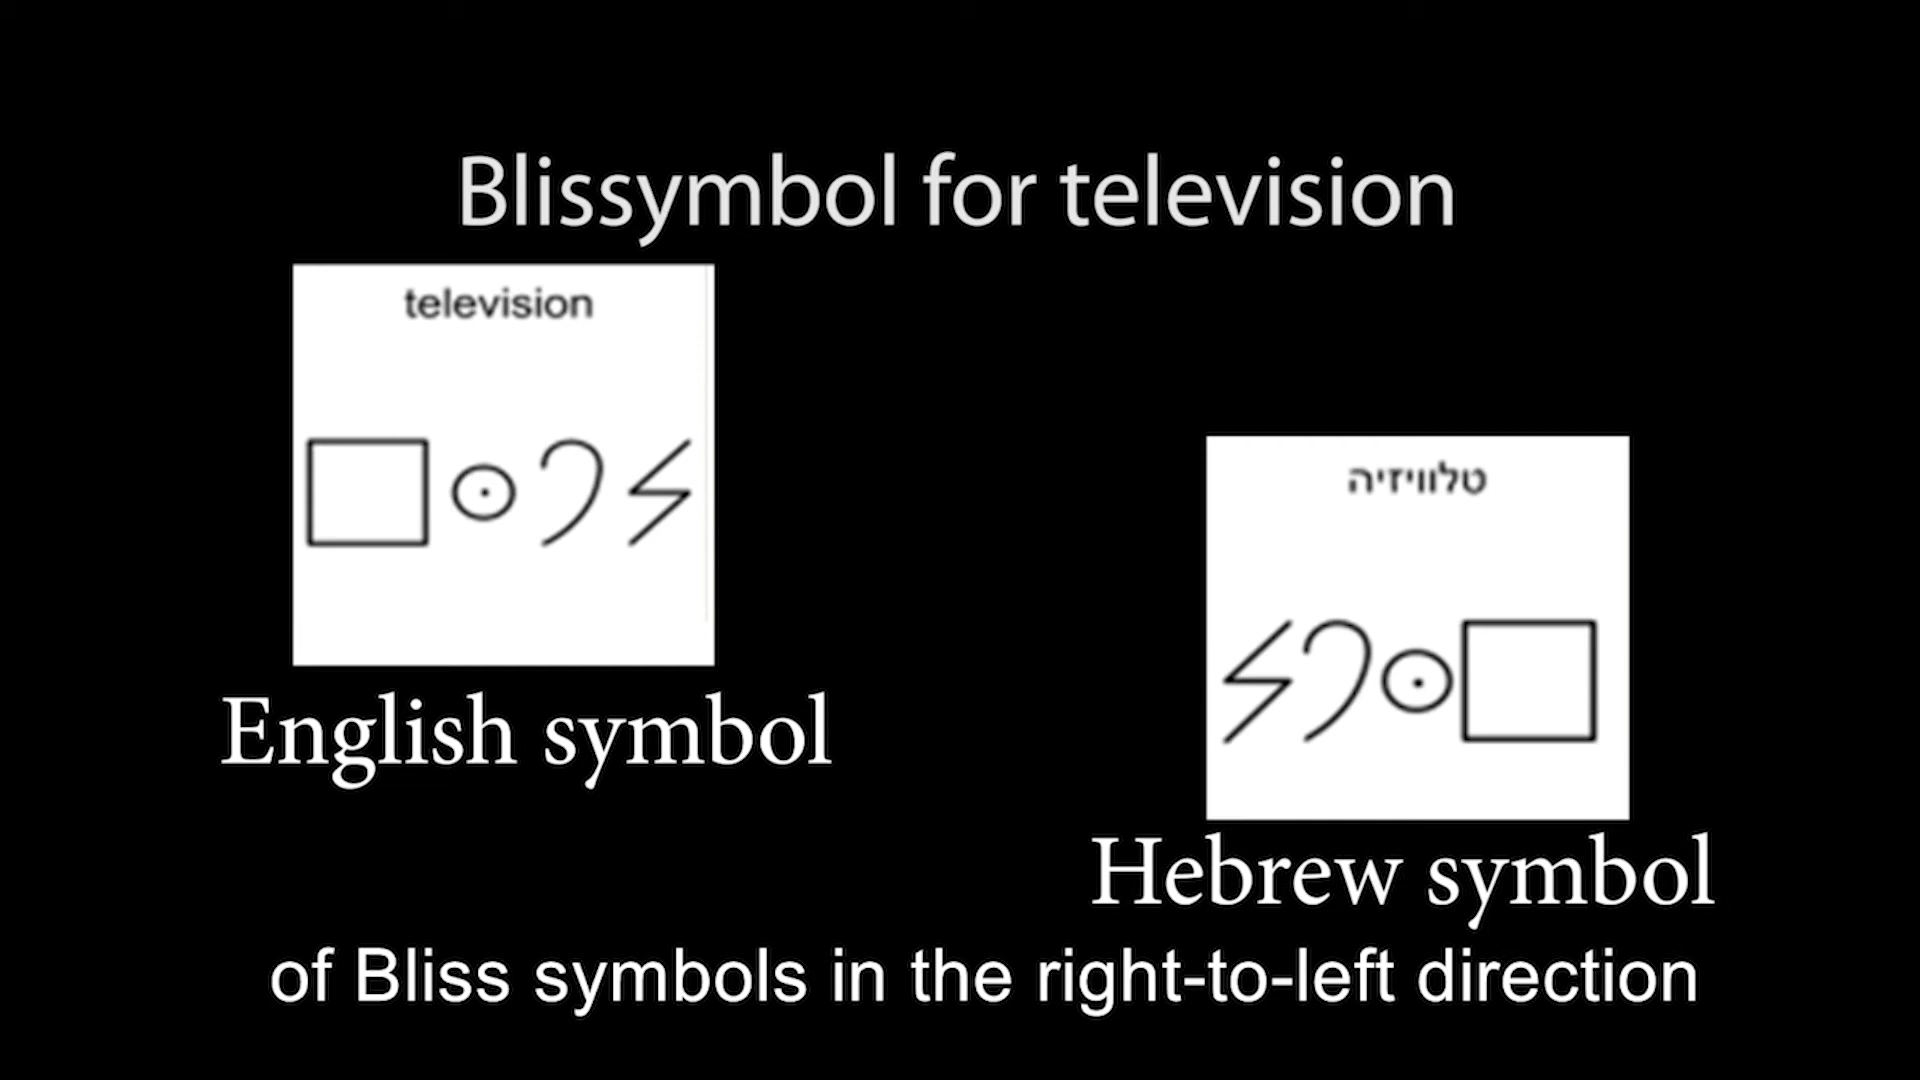 Blissymbol for television
television
English symbol
טלוויזיה
Hebrew symbol
of Bliss symbols in the right-to-left direction